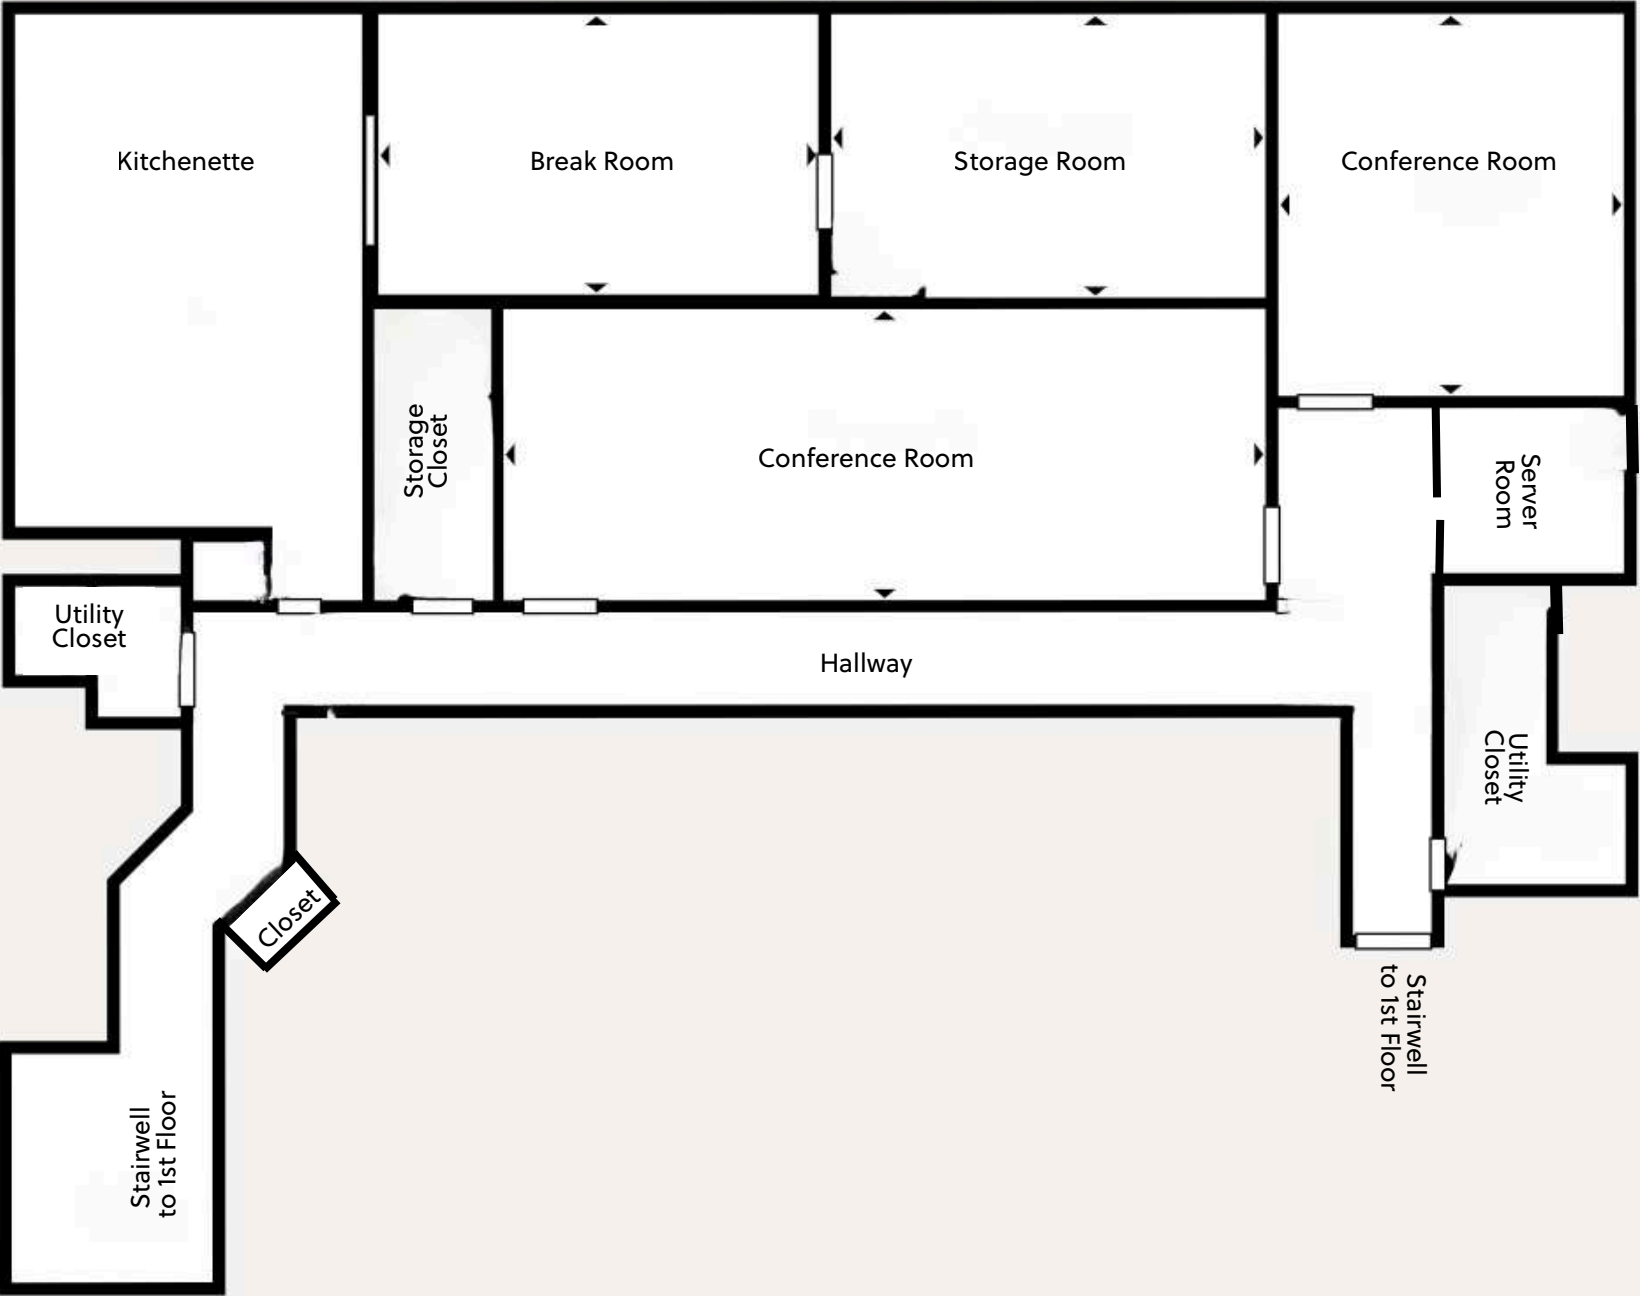 Kitchenette
Break Room
Storage Room
Conference Room
Storage
Closet
Conference Room
Server
Room
Utility
Closet
Hallway
Utility
Closet
Closet
Stairwell
to 1st Floor
Stairwell
to 1st Floor